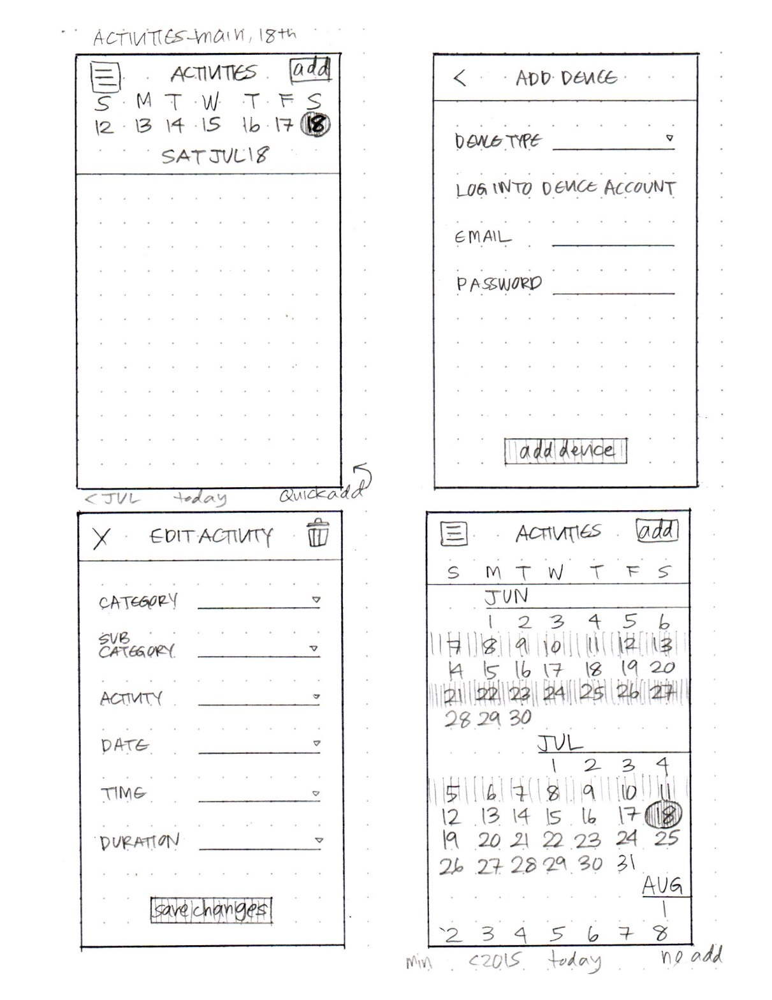 ACTIVITIES-main, 18th
ACTIVITIES add
S M T W T F S
12 13 14 15 16 17 18
SAT JUL 18
< JUL today Quickadd
< ADD DEVICE
DEVICE TYPE
LOG INTO DEVICE ACCOUNT
EMAIL
PASSWORD
add device
X EDIT ACTIVITY
CATEGORY
SUB
CATEGORY
ACTIVITY
DATE
TIME
DURATION
save changes
ACTIVITIES add
S M T W T F S
JUN
1 2 3 4 5 6
7 8 9 10 11 12 13
14 15 16 17 18 19 20
21 22 23 24 25 26 27
28 29 30
JUL
1 2 3 4
5 6 7 8 9 10 11
12 13 14 15 16 17 18
19 20 21 22 23 24 25
26 27 28 29 30 31
AUG
1
2 3 4 5 6 7 8
min <2015 today no add